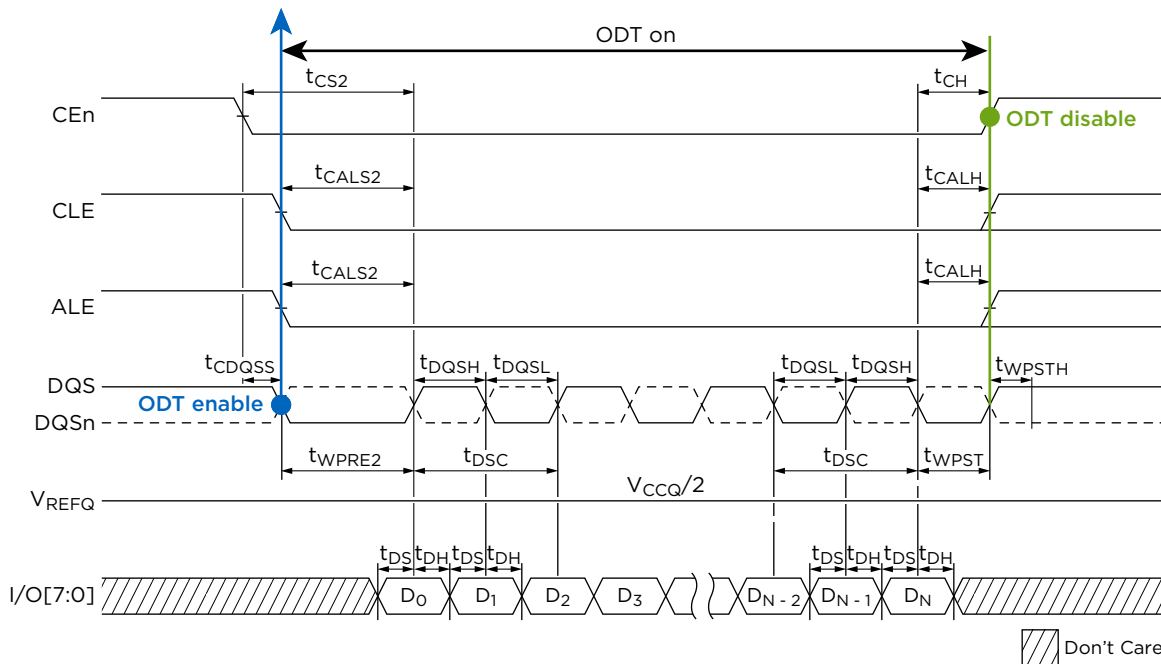 ODT on
tCS2 tCH
CEn
ODT disable
tCALS2 tCALH
CLE
tCALS2 tCALH
ALE
tCDQSS tDQSH tDQSL tDQSL tDQSH tWPSTH
DQS
ODT enable
DQSn
tWPRE2 tDSC tDSC tWPST
VCCQ/2
VREFQ
tDS tDH tDS tDH tDS tDH tDS tDH
I/O[7:0] D0 D1 D2 D3 DN - 2 DN - 1 DN
Don't Care